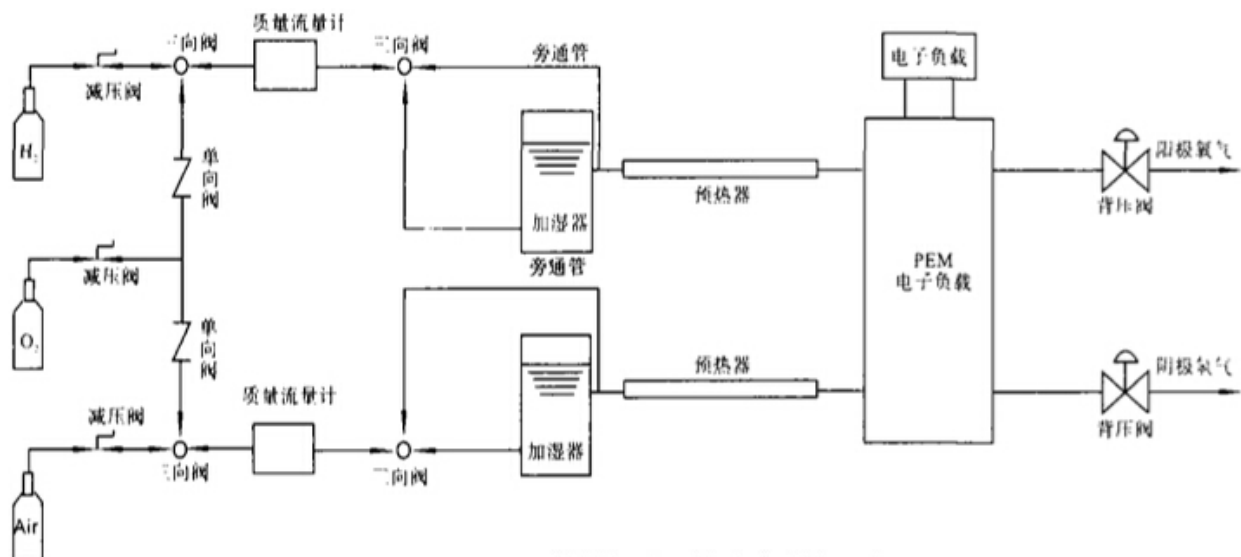 三向阀
质量流量计
三向阀
旁通管
电子负载
减压阀
H₂
单向阀
加湿器
预热器
阳极
背压阀
减压阀
O₂
旁通管
PEM
电子负载
单向阀
减压阀
质量流量计
预热器
阴极
背压阀
三向阀
加湿器
三向阀
Air